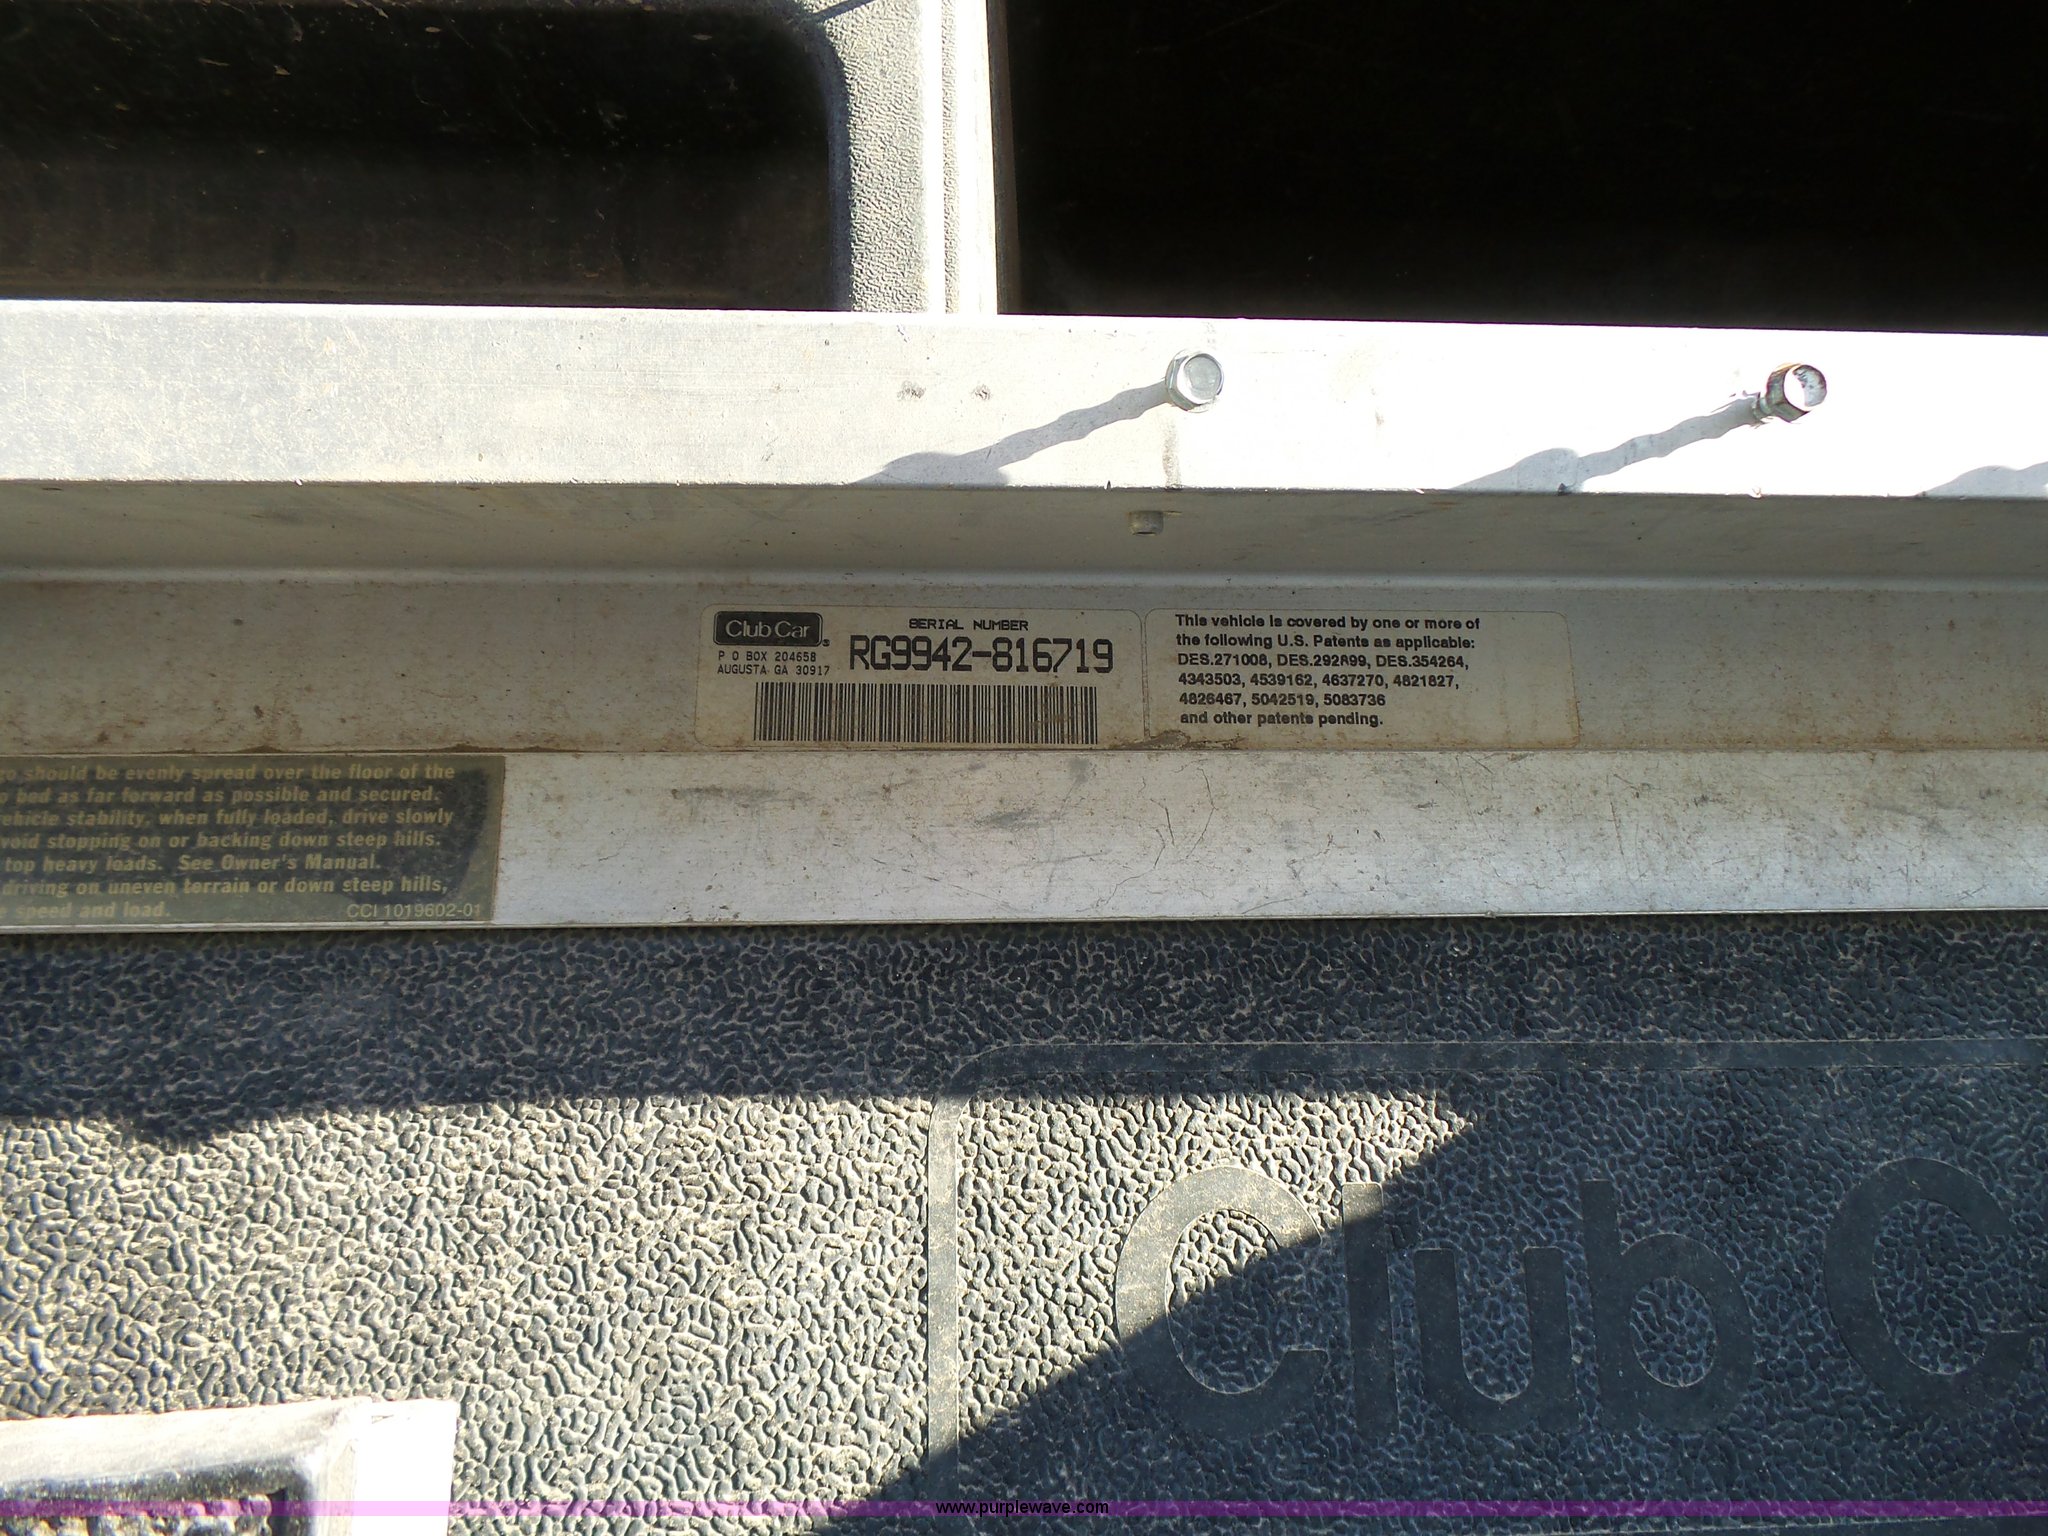 Club Car®
P O BOX 204658
AUGUSTA GA 30917
SERIAL NUMBER
RG9942-816719
This vehicle is covered by one or more of
the following U.S. Patents as applicable:
DES.271008, DES.292899, DES.354264,
4343503, 4539162, 4637270, 4821827,
4826467, 5042519, 5083736
and other patents pending.
go should be evenly spread over the floor of the
o bed as far forward as possible and secured.
ehicle stability, when fully loaded, drive slowly
void stopping on or backing down steep hills.
top heavy loads. See Owner's Manual.
driving on uneven terrain or down steep hills,
e speed and load.
CCI 1019602-01
Club C
www.purplewave.com